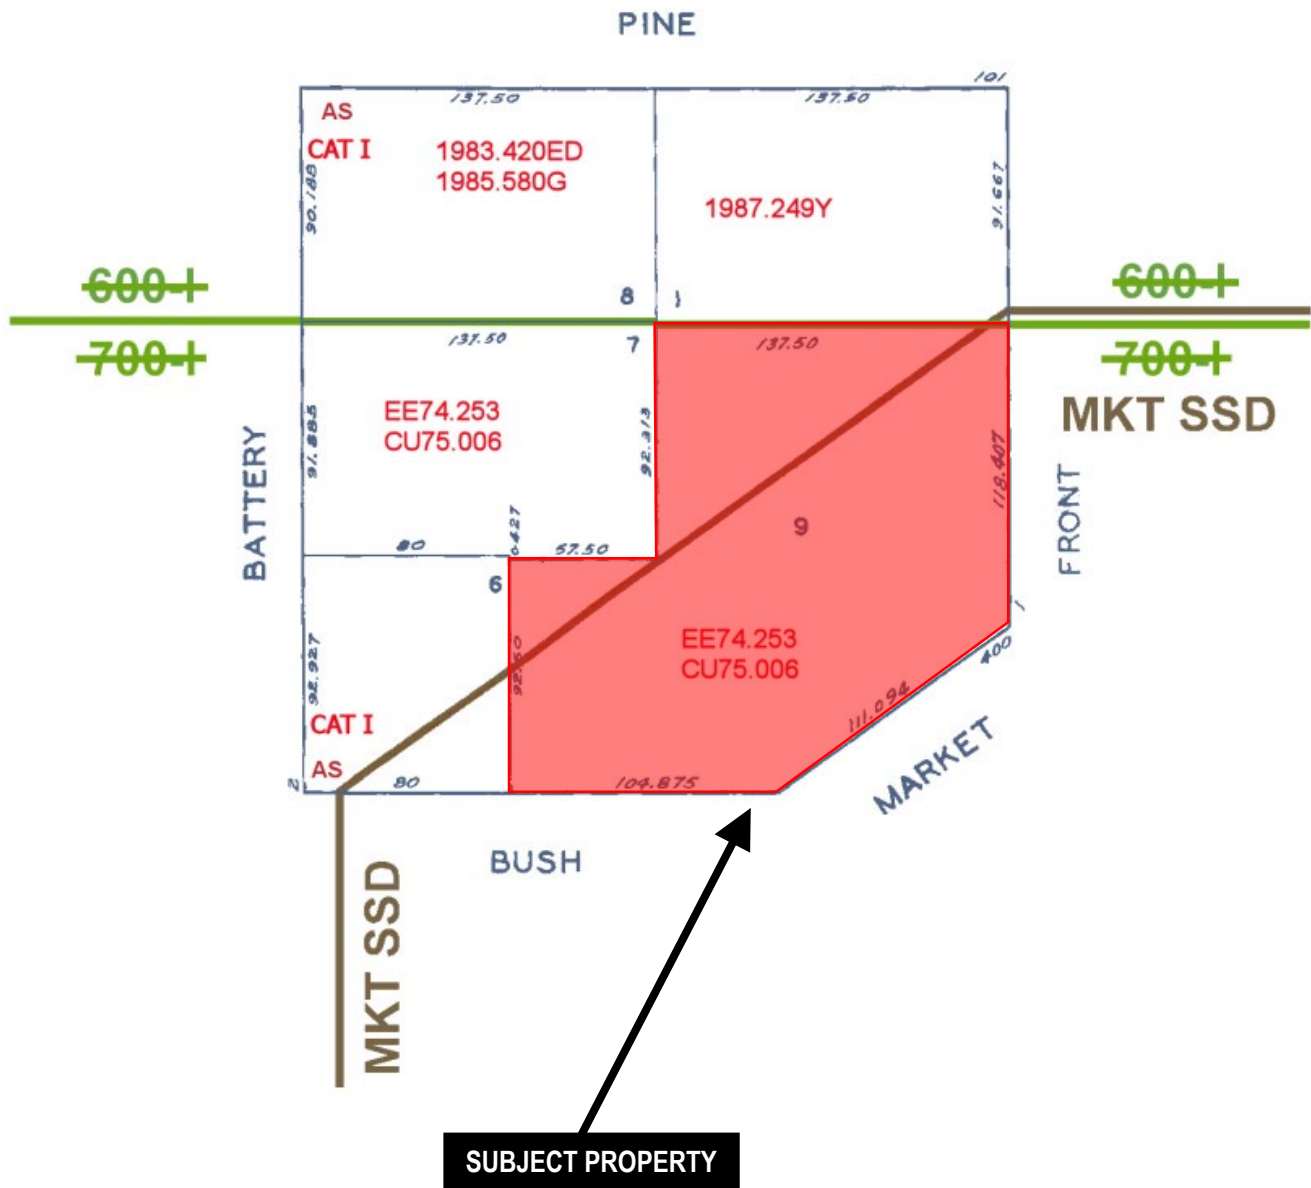 PINE
101
137.50
137.50
AS
CAT I
1983.420ED
1985.580G
1987.249Y
90.188
91.667
8
1
600-I
600-I
700-I
700-I
137.50
7
137.50
MKT SSD
EE74.253
CU75.006
BATTERY
91.885
92.313
118.407
FRONT
80
57.50
9
6
EE74.253
CU75.006
92.927
92.50
1
400
111.094
MARKET
CAT I
AS
2
80
104.875
BUSH
MKT SSD
SUBJECT PROPERTY